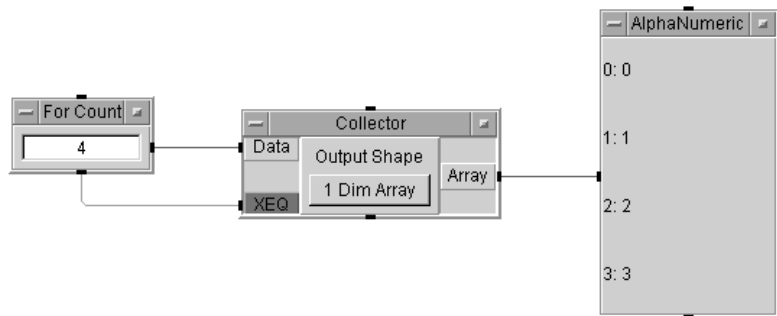 For Count
4
Collector
Data
XEQ
Output Shape
1 Dim Array
Array
AlphaNumeric
0: 0
1: 1
2: 2
3: 3